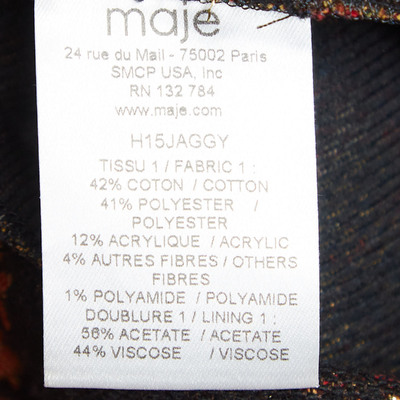 maje
24 rue du Mail - 75002 Paris
SMCP USA, Inc
RN 132 784
www.maje.com
H15JAGGY
TISSU 1 / FABRIC 1 :
42% COTON / COTTON
41% POLYESTER /
POLYESTER
12% ACRYLIQUE / ACRYLIC
4% AUTRES FIBRES / OTHERS
FIBRES
1% POLYAMIDE / POLYAMIDE
DOUBLURE 1 / LINING 1 :
56% ACETATE / ACETATE
44% VISCOSE / VISCOSE